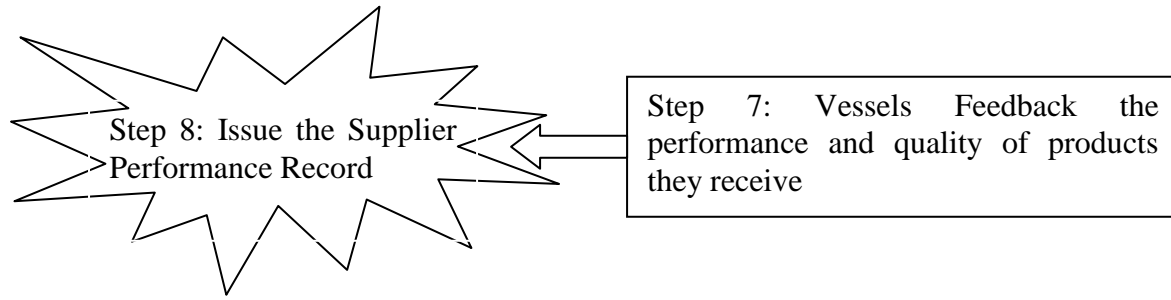 Step 8: Issue the Supplier
Performance Record
Step 7: Vessels Feedback the
performance and quality of products
they receive